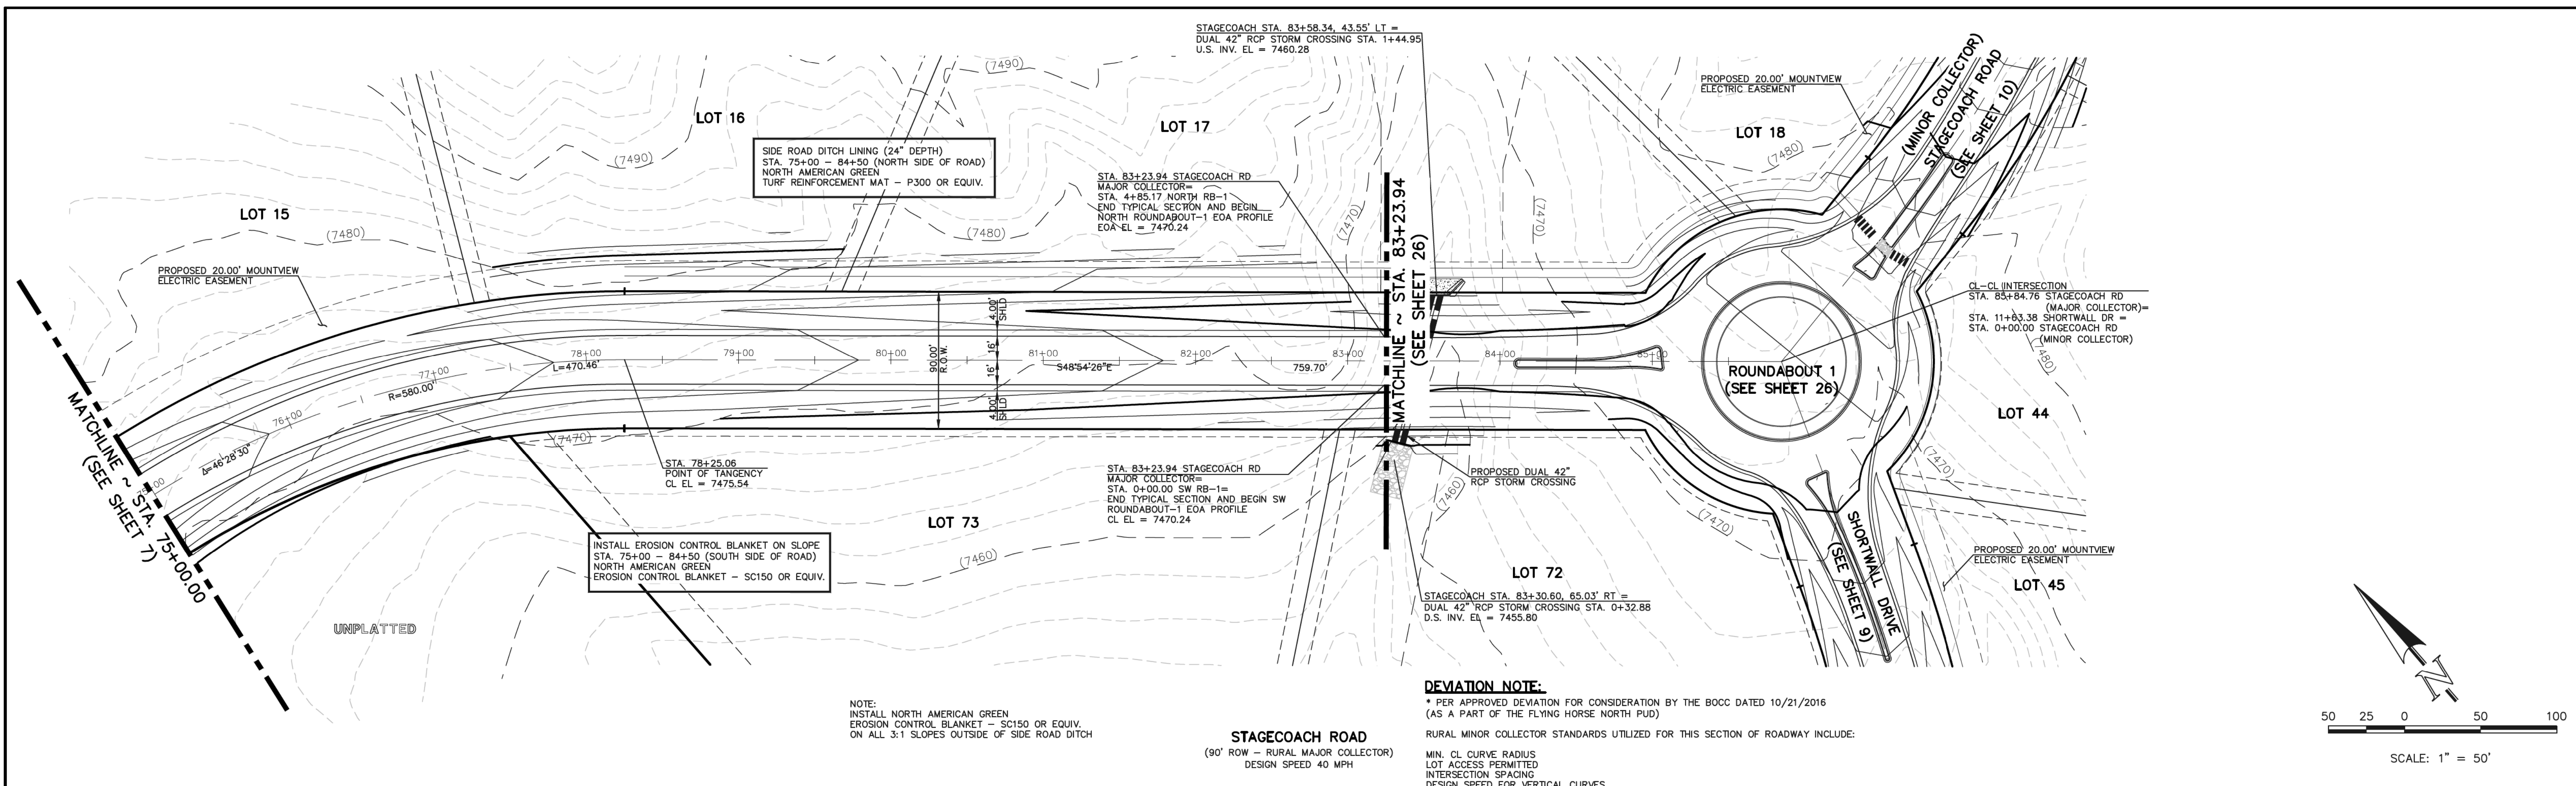 STAGECOACH STA. 83+58.34, 43.55' LT =
DUAL 42" RCP STORM CROSSING STA. 1+44.95
U.S. INV. EL = 7460.28
(7490)
PROPOSED 20.00' MOUNTVIEW
ELECTRIC EASEMENT
(MINOR COLLECTOR)
STAGECOACH ROAD
(SEE SHEET 10)
LOT 16
LOT 17
LOT 18
(7480)
SIDE ROAD DITCH LINING (24" DEPTH)
STA. 75+00 – 84+50 (NORTH SIDE OF ROAD)
NORTH AMERICAN GREEN
TURF REINFORCEMENT MAT – P300 OR EQUIV.
(7490)
STA. 83+23.94 STAGECOACH RD
MAJOR COLLECTOR=
STA. 4+85.17 NORTH RB-1
END TYPICAL SECTION AND BEGIN
NORTH ROUNDABOUT-1 EOA PROFILE
EOA EL = 7470.24
LOT 15
(7480)
(7480)
(7470)
(7470)
MATCHLINE ~ STA. 83+23.94
(SEE SHEET 26)
PROPOSED 20.00' MOUNTVIEW
ELECTRIC EASEMENT
CL-CL INTERSECTION
STA. 85+84.76 STAGECOACH RD
(MAJOR COLLECTOR)=
STA. 11+63.38 SHORTWALL DR =
STA. 0+00.00 STAGECOACH RD
(MINOR COLLECTOR)
(7480)
4.00'
SHLD
16'
90.00'
R.O.W.
16'
4.00'
SHLD
75+00
76+00
77+00
78+00
79+00
80+00
81+00
82+00
83+00
84+00
85+00
L=470.46'
R=580.00'
Δ=46°28'30"
S48°54'26"E
759.70'
ROUNDABOUT 1
(SEE SHEET 26)
LOT 44
MATCHLINE ~ STA. 75+00.00
(SEE SHEET 7)
(7470)
STA. 78+25.06
POINT OF TANGENCY
CL EL = 7475.54
STA. 83+23.94 STAGECOACH RD
MAJOR COLLECTOR=
STA. 0+00.00 SW RB-1=
END TYPICAL SECTION AND BEGIN SW
ROUNDABOUT-1 EOA PROFILE
CL EL = 7470.24
PROPOSED DUAL 42"
RCP STORM CROSSING
(7460)
(7470)
(7470)
LOT 73
INSTALL EROSION CONTROL BLANKET ON SLOPE
STA. 75+00 – 84+50 (SOUTH SIDE OF ROAD)
NORTH AMERICAN GREEN
EROSION CONTROL BLANKET – SC150 OR EQUIV.
(7460)
SHORTWALL DRIVE
(SEE SHEET 9)
PROPOSED 20.00' MOUNTVIEW
ELECTRIC EASEMENT
LOT 72
LOT 45
STAGECOACH STA. 83+30.60, 65.03' RT =
DUAL 42" RCP STORM CROSSING STA. 0+32.88
D.S. INV. EL = 7455.80
UNPLATTED
N
NOTE:
INSTALL NORTH AMERICAN GREEN
EROSION CONTROL BLANKET – SC150 OR EQUIV.
ON ALL 3:1 SLOPES OUTSIDE OF SIDE ROAD DITCH
STAGECOACH ROAD
(90' ROW – RURAL MAJOR COLLECTOR)
DESIGN SPEED 40 MPH
DEVIATION NOTE:
* PER APPROVED DEVIATION FOR CONSIDERATION BY THE BOCC DATED 10/21/2016
(AS A PART OF THE FLYING HORSE NORTH PUD)
RURAL MINOR COLLECTOR STANDARDS UTILIZED FOR THIS SECTION OF ROADWAY INCLUDE:
MIN. CL CURVE RADIUS
LOT ACCESS PERMITTED
INTERSECTION SPACING
DESIGN SPEED FOR VERTICAL CURVES
50 25 0 50 100
SCALE: 1" = 50'